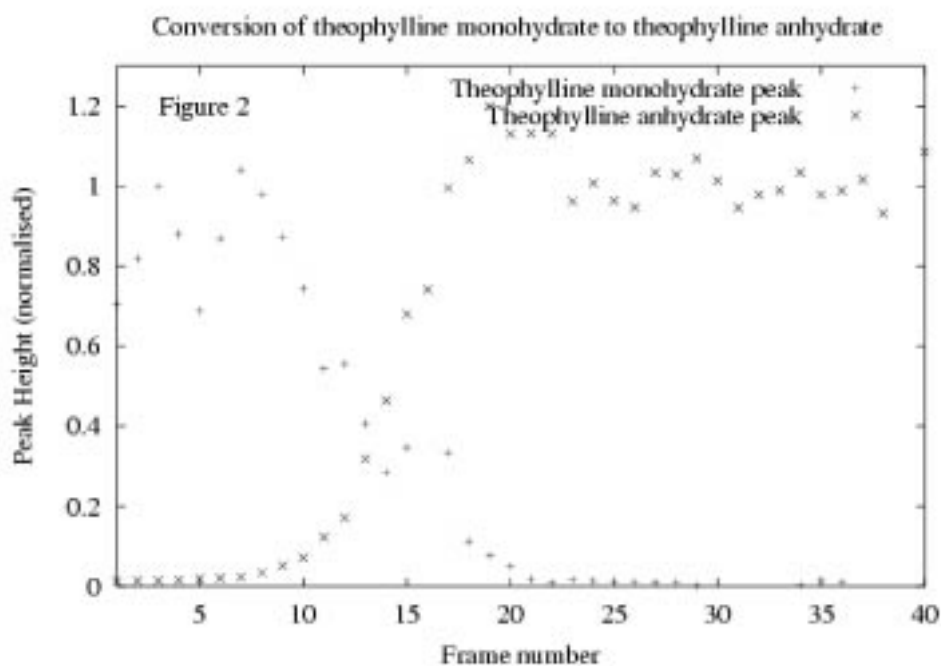 Conversion of theophylline monohydrate to theophylline anhydrate
Figure 2
Theophylline monohydrate peak
Theophylline anhydrate peak
Peak Height (normalised)
1.2
1
0.8
0.6
0.4
0.2
0
5 10 15 20 25 30 35 40
Frame number